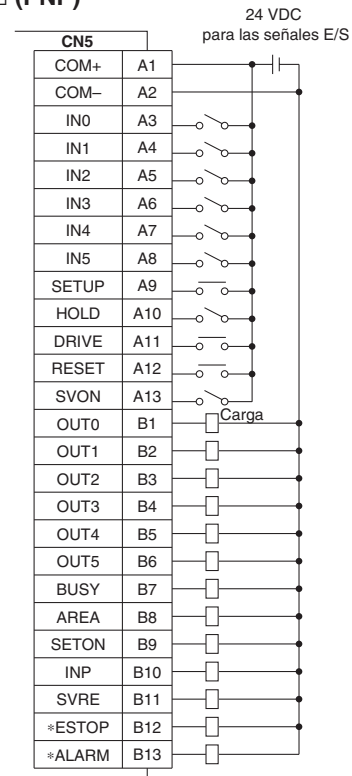 (PNP)
24 VDC
para las señales E/S
CN5
COM+ A1
COM– A2
IN0 A3
IN1 A4
IN2 A5
IN3 A6
IN4 A7
IN5 A8
SETUP A9
HOLD A10
DRIVE A11
RESET A12
SVON A13
OUT0 B1 Carga
OUT1 B2
OUT2 B3
OUT3 B4
OUT4 B5
OUT5 B6
BUSY B7
AREA B8
SETON B9
INP B10
SVRE B11
∗ESTOP B12
∗ALARM B13